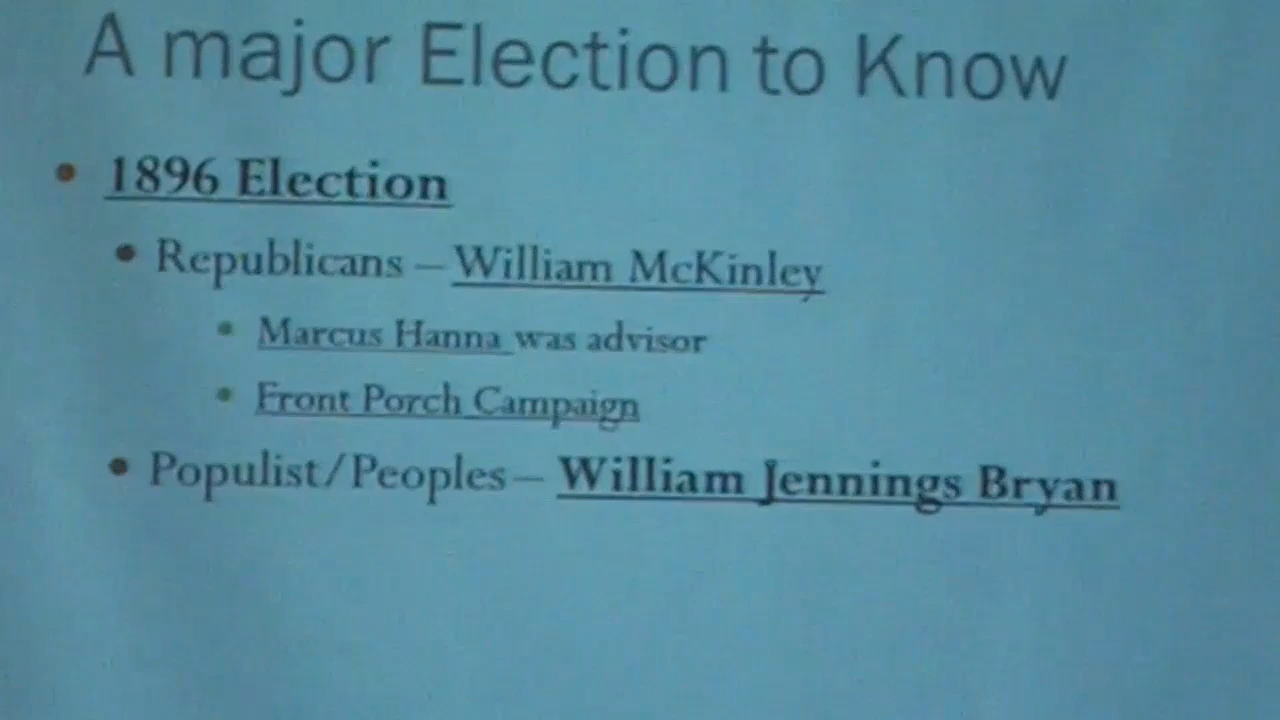 A major Election to Know
1896 Election
Republicans – William McKinley
Marcus Hanna was advisor
Front Porch Campaign
Populist/Peoples– William Jennings Bryan